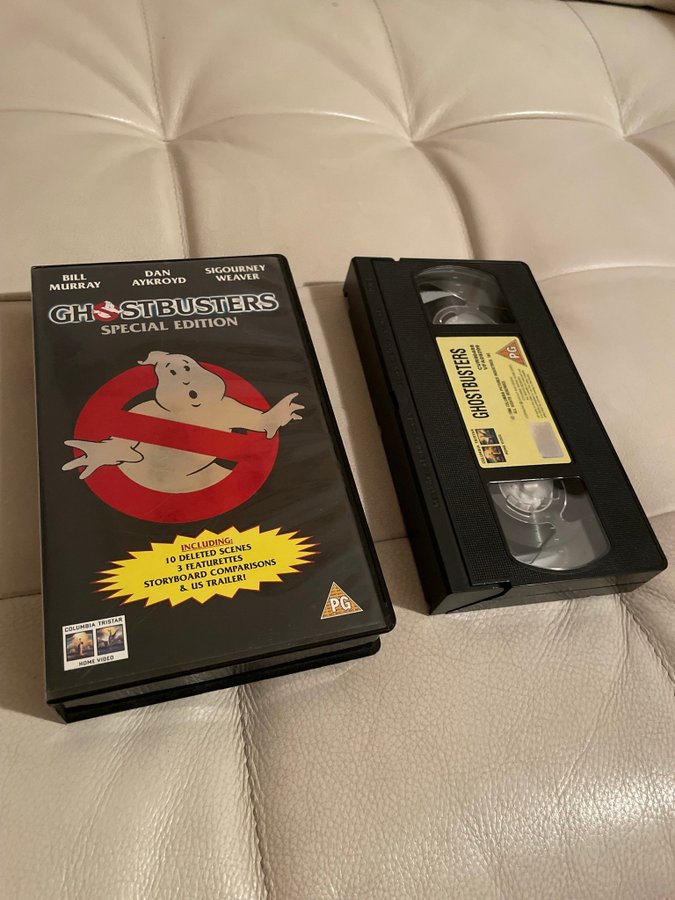 BILL MURRAY
DAN AYKROYD
SIGOURNEY WEAVER
GHOSTBUSTERS
SPECIAL EDITION
INCLUDING:
10 DELETED SCENES
3 FEATURETTES
STORYBOARD COMPARISONS
& US TRAILER!
PG
COLUMBIA TRISTAR
HOME VIDEO
GHOSTBUSTERS
PG